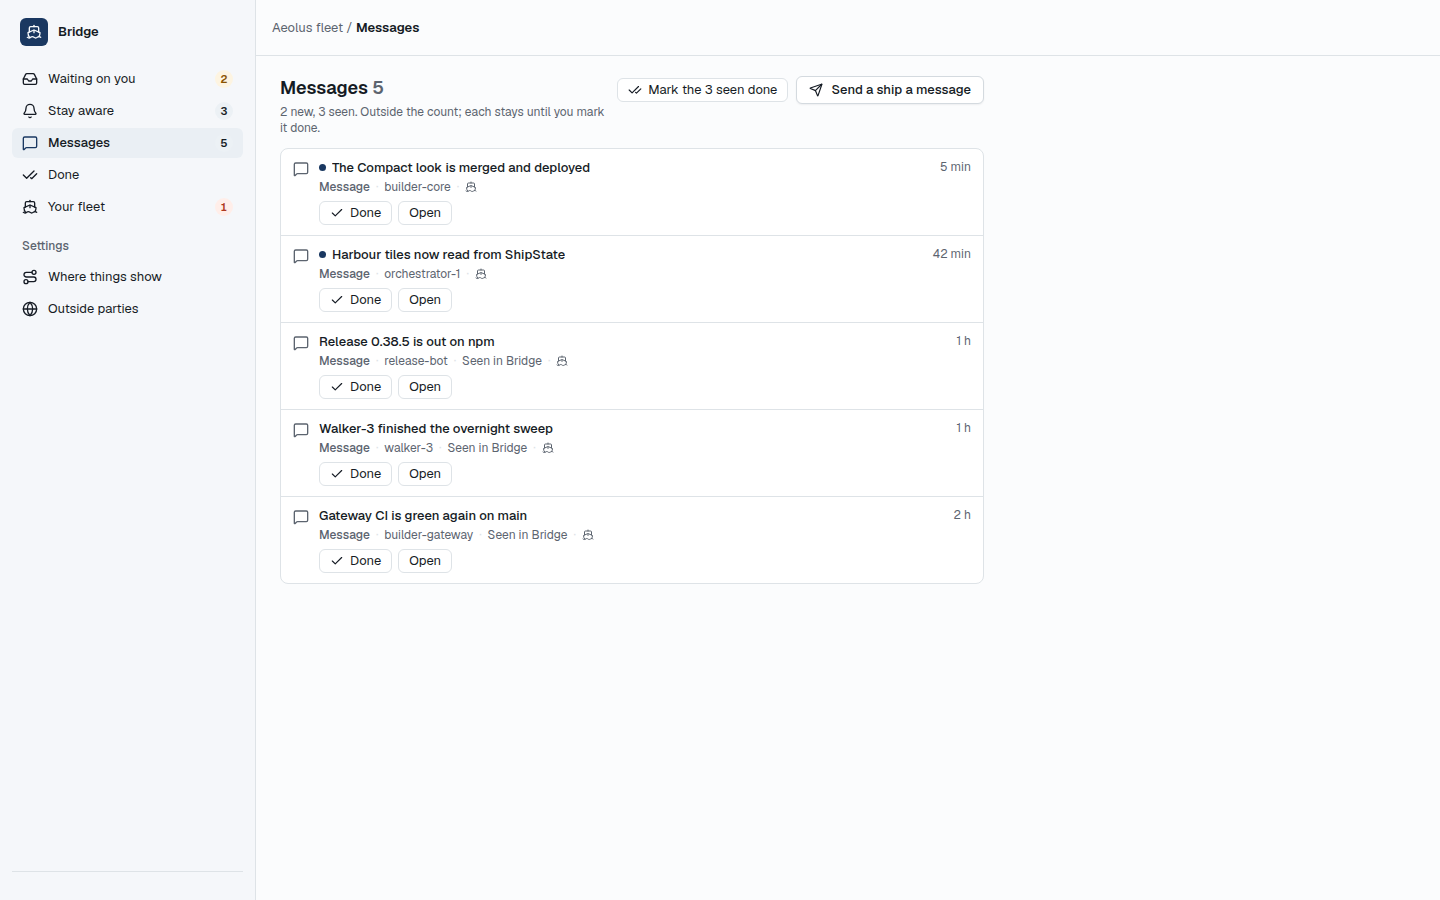 Bridge
Waiting on you 2
Stay aware 3
Messages 5
Done
Your fleet 1
Settings
Where things show
Outside parties
Aeolus fleet / Messages
Messages 5
Mark the 3 seen done
Send a ship a message
2 new, 3 seen. Outside the count; each stays until you mark
it done.
The Compact look is merged and deployed 5 min
Message · builder-core ·
Done Open
Harbour tiles now read from ShipState 42 min
Message · orchestrator-1 ·
Done Open
Release 0.38.5 is out on npm 1 h
Message · release-bot · Seen in Bridge ·
Done Open
Walker-3 finished the overnight sweep 1 h
Message · walker-3 · Seen in Bridge ·
Done Open
Gateway CI is green again on main 2 h
Message · builder-gateway · Seen in Bridge ·
Done Open